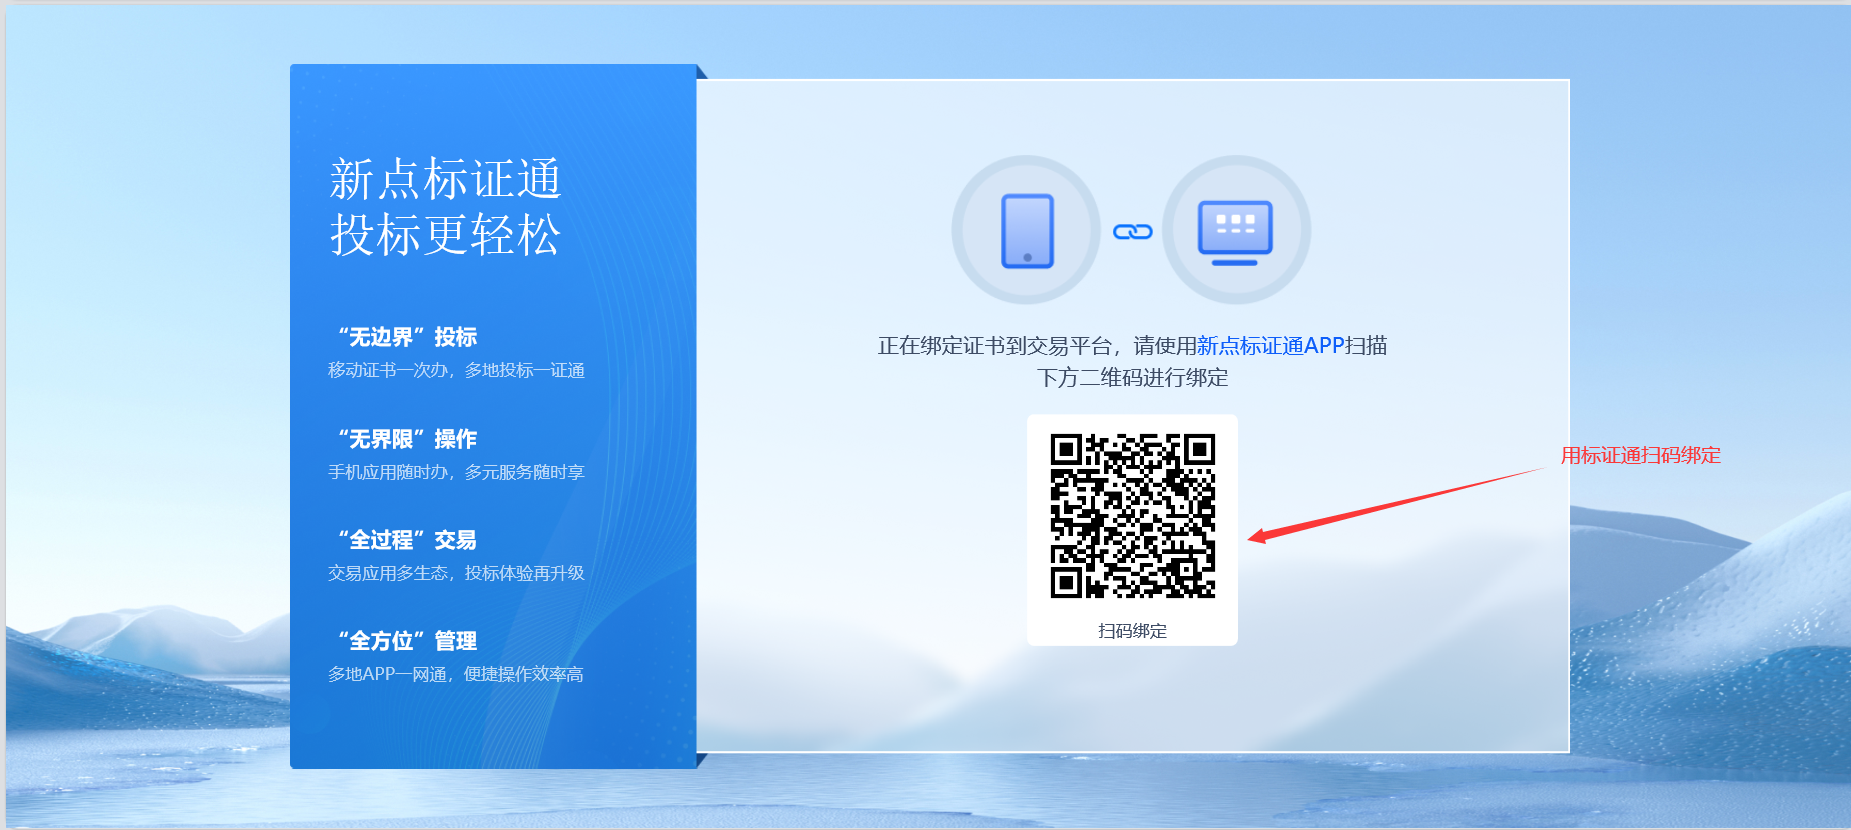 新点标证通
投标更轻松
“无边界”投标
移动证书一次办，多地投标一证通
“无界限”操作
手机应用随时办，多元服务随时享
“全过程”交易
交易应用多生态，投标体验再升级
“全方位”管理
多地APP一网通，便捷操作效率高
正在绑定证书到交易平台，请使用新点标证通APP扫描
下方二维码进行绑定
扫码绑定
用标证通扫码绑定